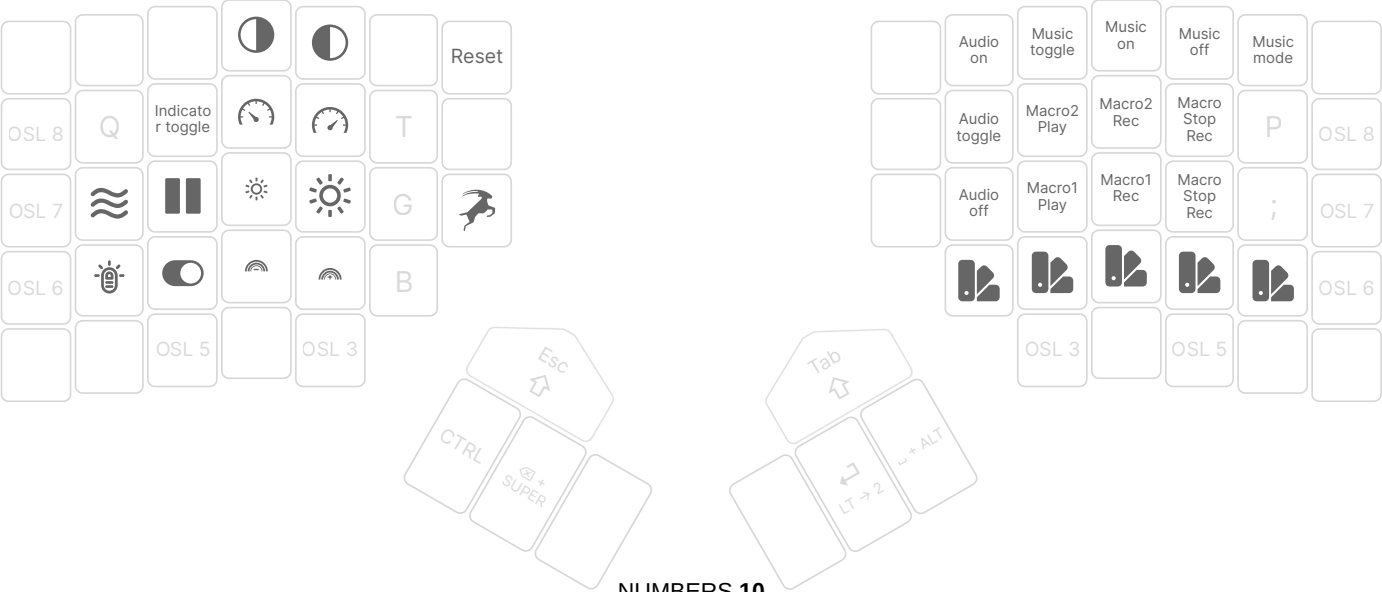 Reset
Audio
on
Music
toggle
Music
on
Music
off
Music
mode
OSL 8
Q
Indicato
r toggle
T
Audio
toggle
Macro2
Play
Macro2
Rec
Macro
Stop
Rec
P
OSL 8
OSL 7
G
Audio
off
Macro1
Play
Macro1
Rec
Macro
Stop
Rec
;
OSL 7
OSL 6
B
OSL 6
OSL 5
OSL 3
OSL 3
OSL 5
Esc
Tab
CTRL
+
SUPER
LT → 2
+ ALT
NUMBERS 10